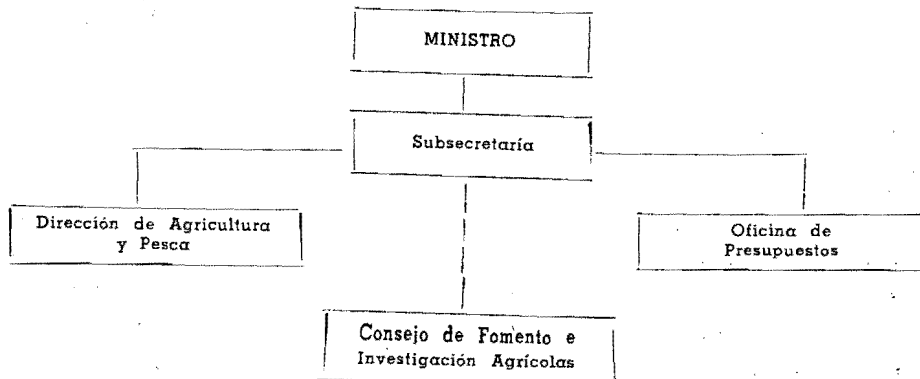 MINISTRO
Subsecretaría
Dirección de Agricultura
y Pesca
Oficina de
Presupuestos
Consejo de Fomento e
Investigación Agrícolas